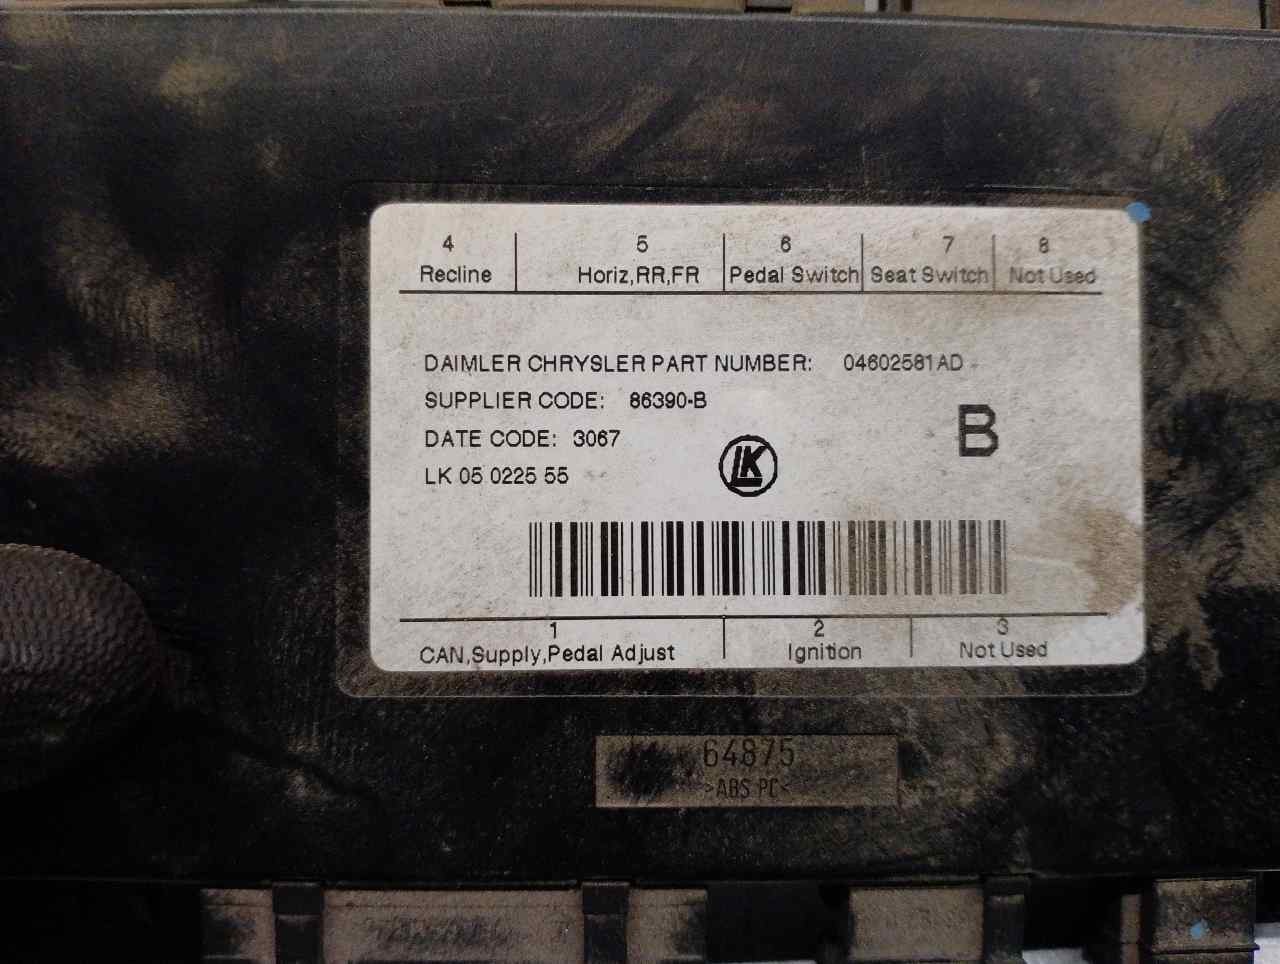 4 5 6 7 8
Recline Horiz,RR,FR Pedal Switch Seat Switch Not Used
DAIMLER CHRYSLER PART NUMBER: 04602581AD
SUPPLIER CODE: 86390-B
DATE CODE: 3067
B
LK 05 0225 55
LK
1 2 3
CAN,Supply,Pedal Adjust Ignition Not Used
64875
>ABS PC<